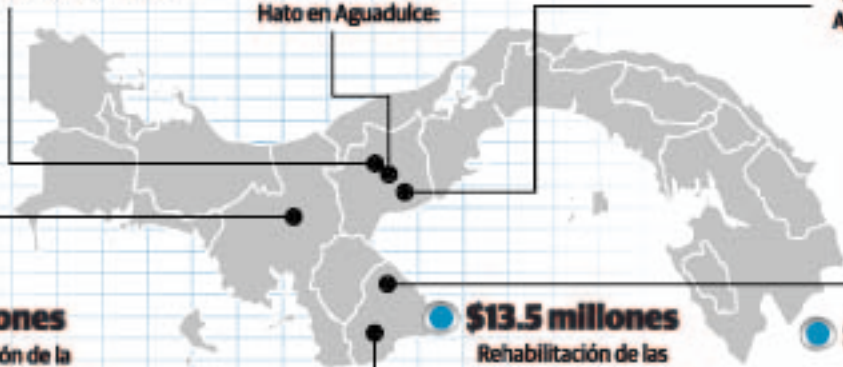 Hato en Aguadulce:
A
ones
ón de la
$13.5 millones
Rehabilitación de las